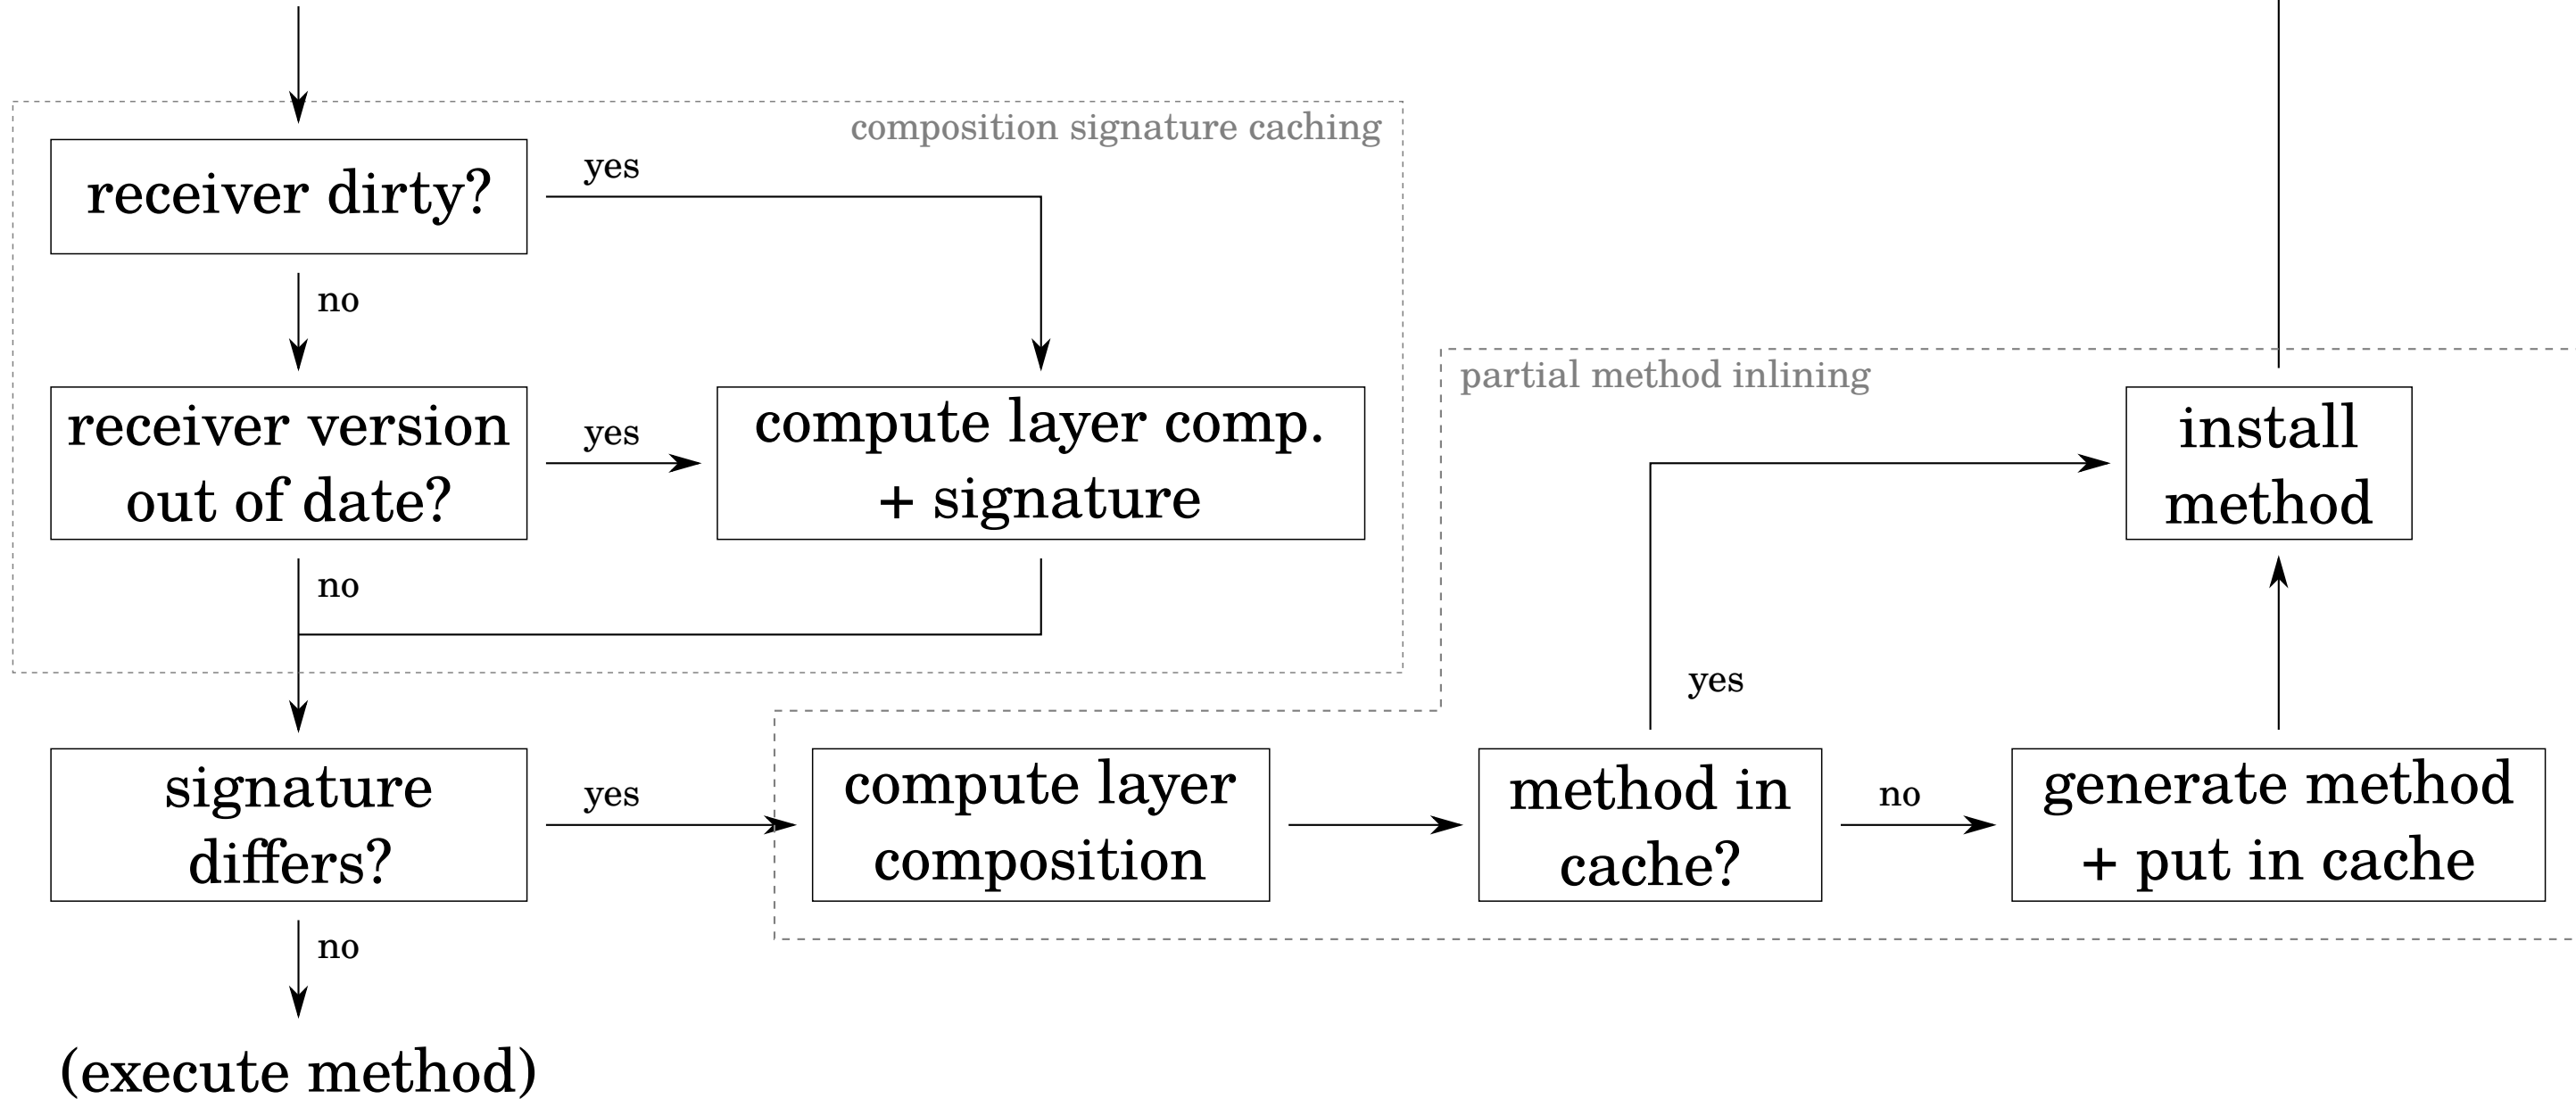 composition signature caching
receiver dirty?
yes
no
partial method inlining
receiver version
out of date?
yes
compute layer comp.
+ signature
install
method
no
yes
signature
differs?
yes
compute layer
composition
method in
cache?
no
generate method
+ put in cache
no
(execute method)